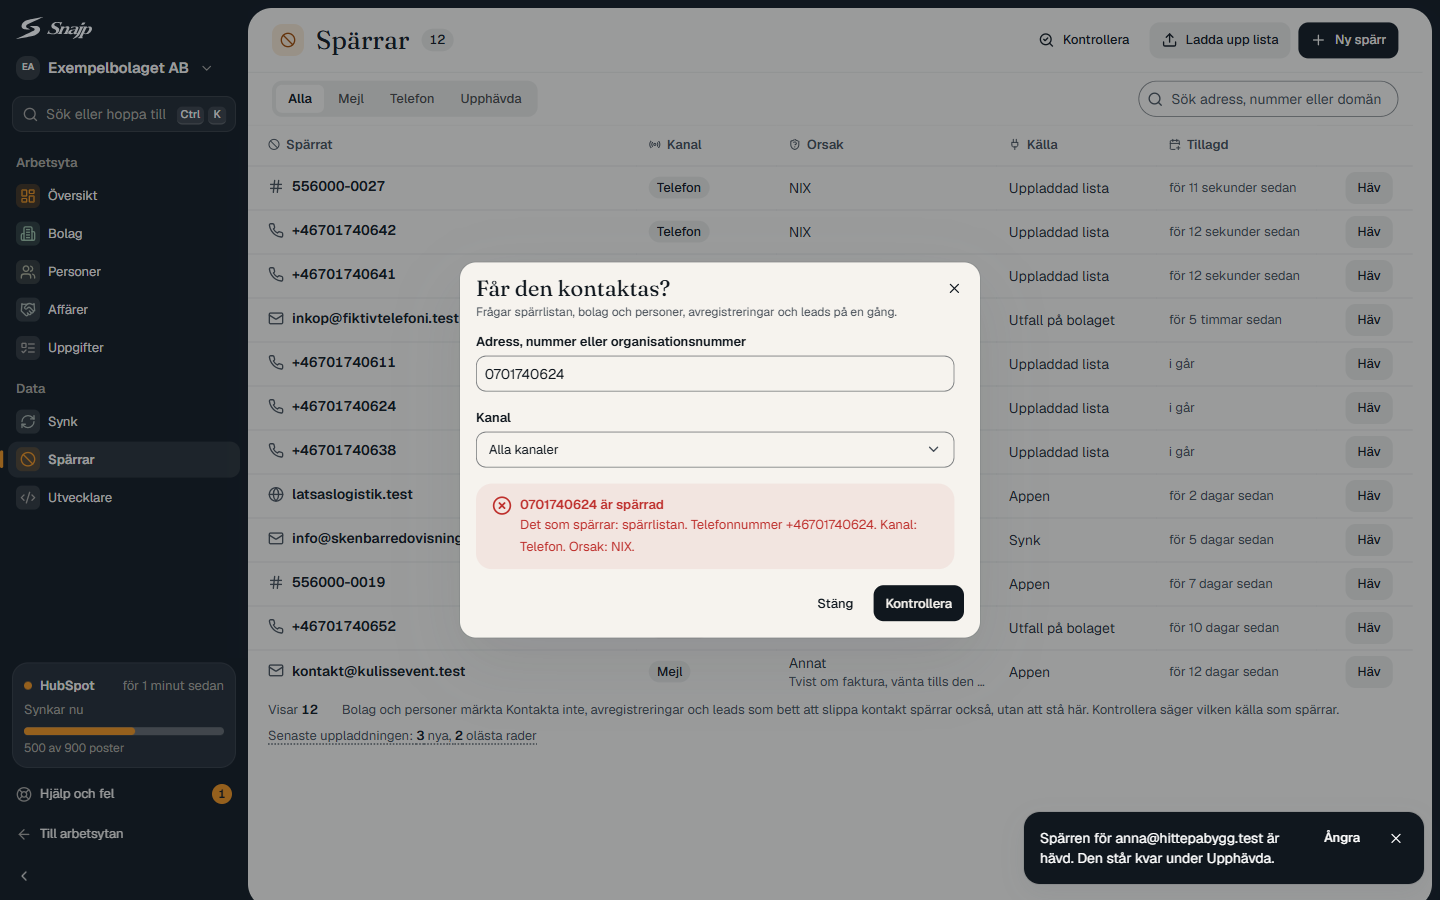 Snajp
EA Exempelbolaget AB
Sök eller hoppa till Ctrl K
Arbetsyta
Översikt
Bolag
Personer
Affärer
Uppgifter
Data
Synk
Spärrar
Utvecklare
HubSpot för 1 minut sedan
Synkar nu
500 av 900 poster
Hjälp och fel 1
Till arbetsytan
Spärrar 12
Kontrollera Ladda upp lista Ny spärr
Alla Mejl Telefon Upphävda
Sök adress, nummer eller domän
Spärrat Kanal Orsak Källa Tillagd
556000-0027 Telefon NIX Uppladdad lista för 11 sekunder sedan Häv
+46701740642 Telefon NIX Uppladdad lista för 12 sekunder sedan Häv
+46701740641 Uppladdad lista för 12 sekunder sedan Häv
inkop@fiktivtelefoni.test Utfall på bolaget för 5 timmar sedan Häv
+46701740611 Uppladdad lista i går Häv
+46701740624 Uppladdad lista i går Häv
+46701740638 Uppladdad lista i går Häv
latsaslogistik.test Appen för 2 dagar sedan Häv
info@skenbarredovisning Synk för 5 dagar sedan Häv
556000-0019 Appen för 7 dagar sedan Häv
+46701740652 Utfall på bolaget för 10 dagar sedan Häv
kontakt@kulissevent.test Mejl Annat Appen för 12 dagar sedan Häv
Tvist om faktura, vänta tills den ...
Visar 12 Bolag och personer märkta Kontakta inte, avregistreringar och leads som bett att slippa kontakt spärrar också, utan att stå här. Kontrollera säger vilken källa som spärrar.
Senaste uppladdningen: 3 nya, 2 olästa rader
Får den kontaktas?
Frågar spärrlistan, bolag och personer, avregistreringar och leads på en gång.
Adress, nummer eller organisationsnummer
0701740624
Kanal
Alla kanaler
0701740624 är spärrad
Det som spärrar: spärrlistan. Telefonnummer +46701740624. Kanal:
Telefon. Orsak: NIX.
Stäng Kontrollera
Spärren för anna@hittepabygg.test är
hävd. Den står kvar under Upphävda.
Ångra